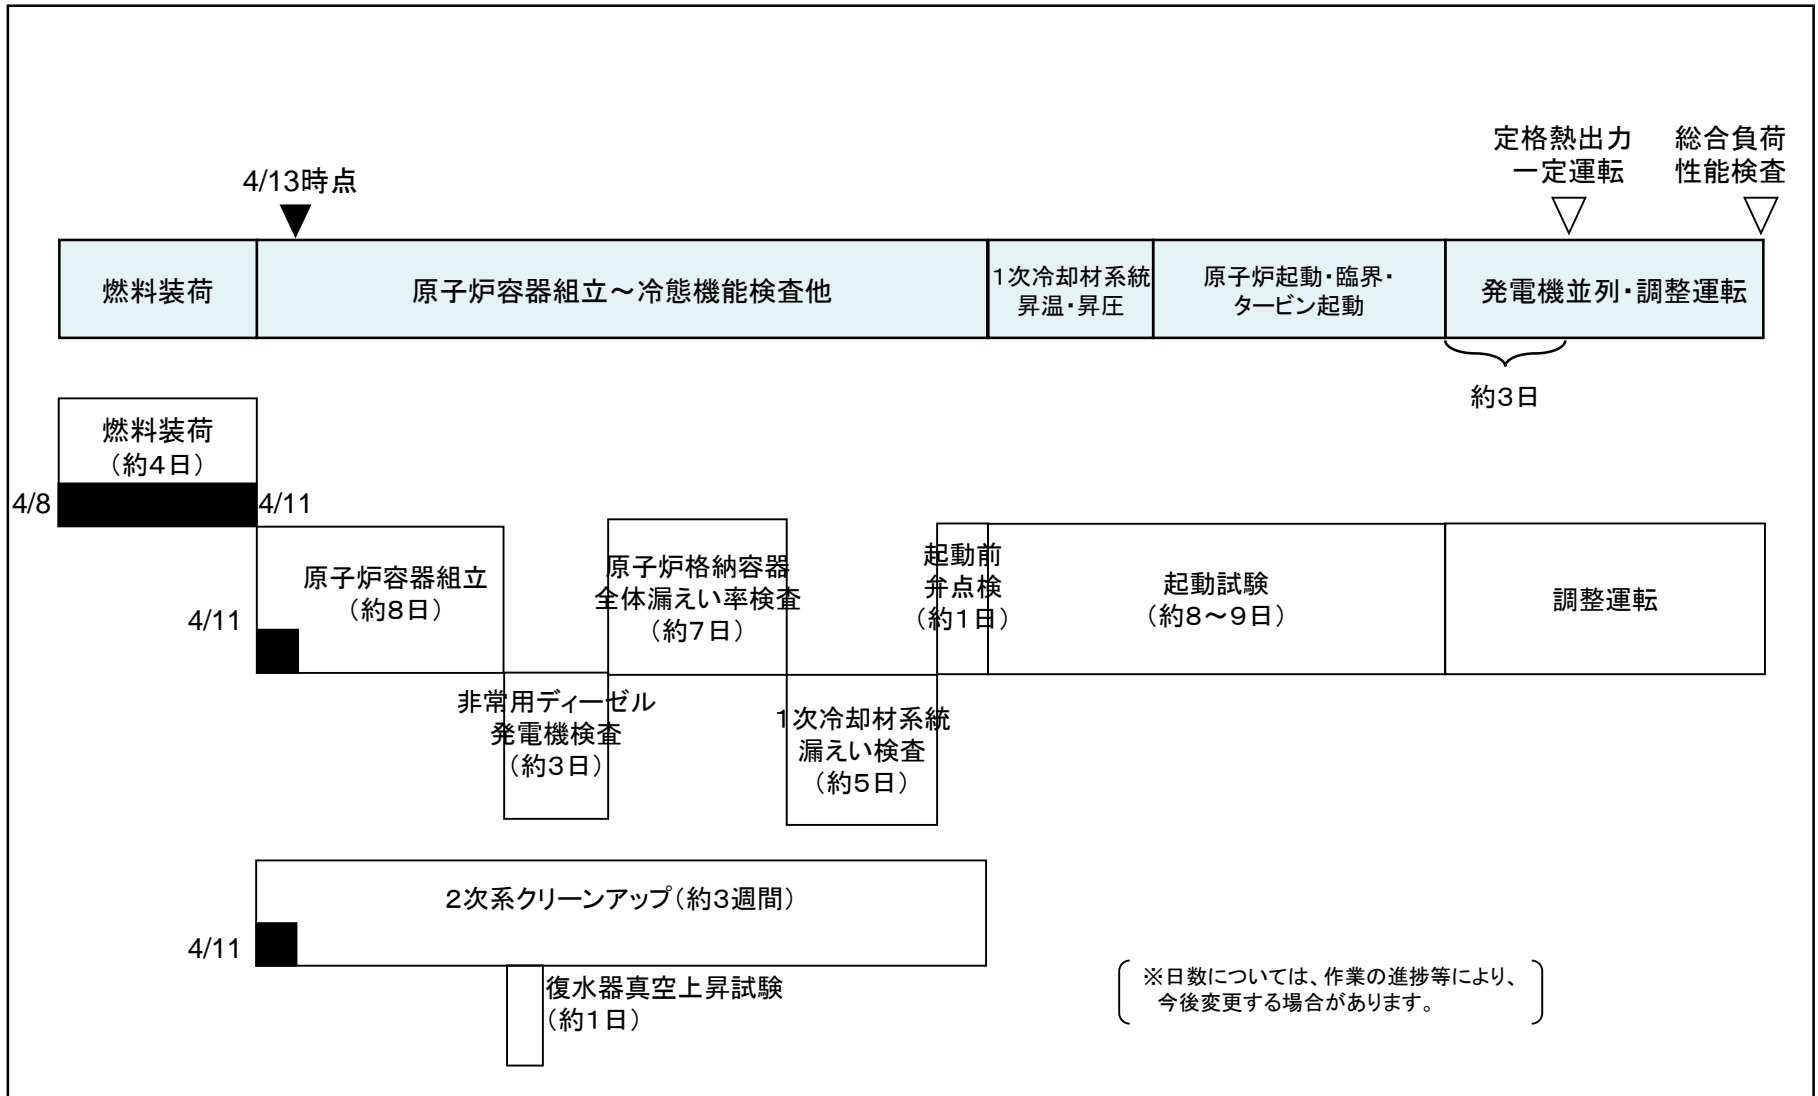 定格熱出力
一定運転
総合負荷
性能検査
4/13時点
燃料装荷
原子炉容器組立～冷態機能検査他
１次冷却材系統
昇温・昇圧
原子炉起動・臨界・
タービン起動
発電機並列・調整運転
約３日
燃料装荷
（約４日）
4/8
4/11
原子炉容器組立
（約８日）
4/11
原子炉格納容器
全体漏えい率検査
（約７日）
起動前
弁点検
（約１日）
起動試験
（約８～９日）
調整運転
非常用ディーゼル
発電機検査
（約３日）
１次冷却材系統
漏えい検査
（約５日）
２次系クリーンアップ（約３週間）
4/11
復水器真空上昇試験
（約１日）
※日数については、作業の進捗等により、
今後変更する場合があります。